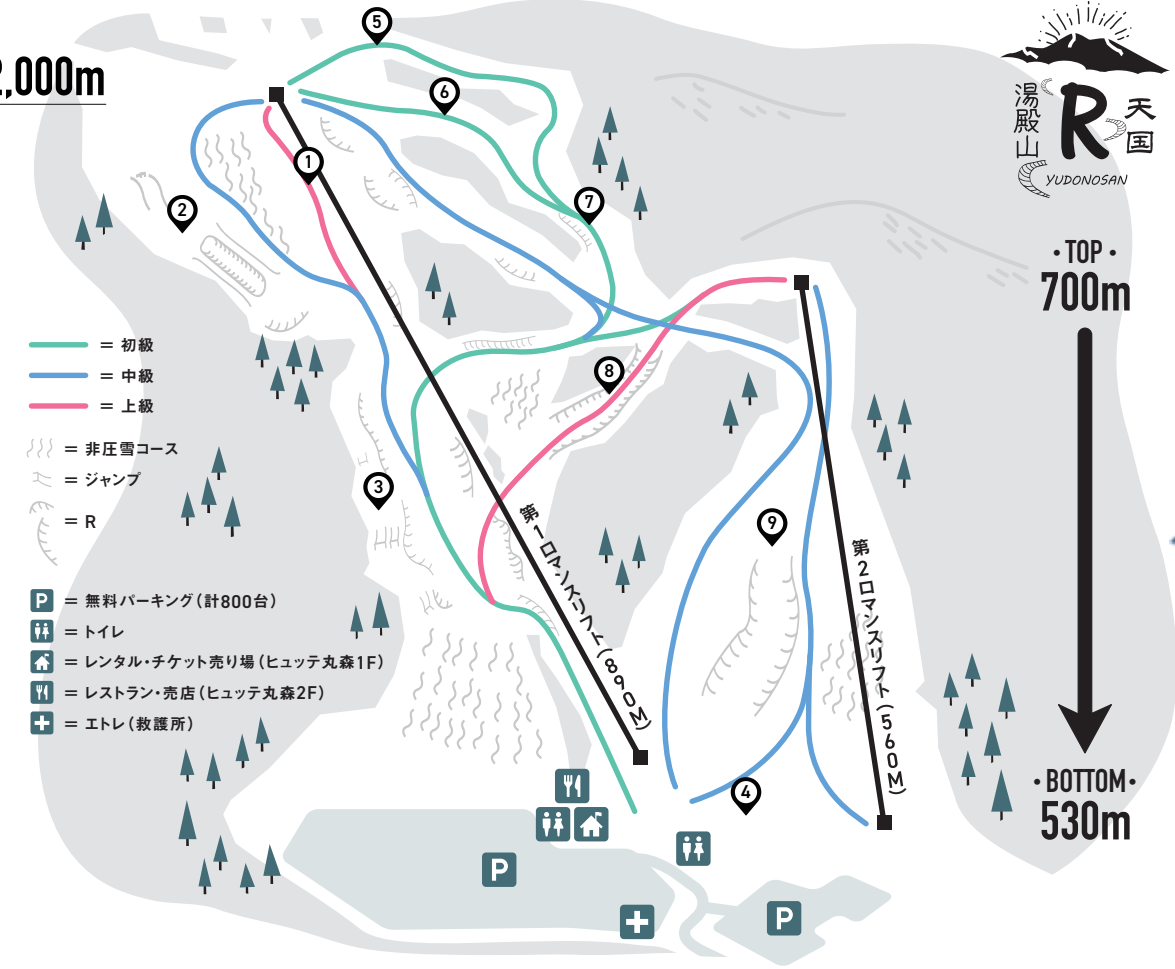 2,000m
湯殿山
R
天国
YUDONOSAN
・TOP・
700m
・BOTTOM・
530m
5
6
1
2
7
8
3
9
4
= 初級
= 中級
= 上級
= 非圧雪コース
= ジャンプ
= R
P = 無料パーキング(計800台)
= トイレ
= レンタル・チケット売り場(ヒュッテ丸森1F)
= レストラン・売店(ヒュッテ丸森2F)
= エトレ(救護所)
第1ロマンスリフト(890M)
第2ロマンスリフト(560M)
P
P